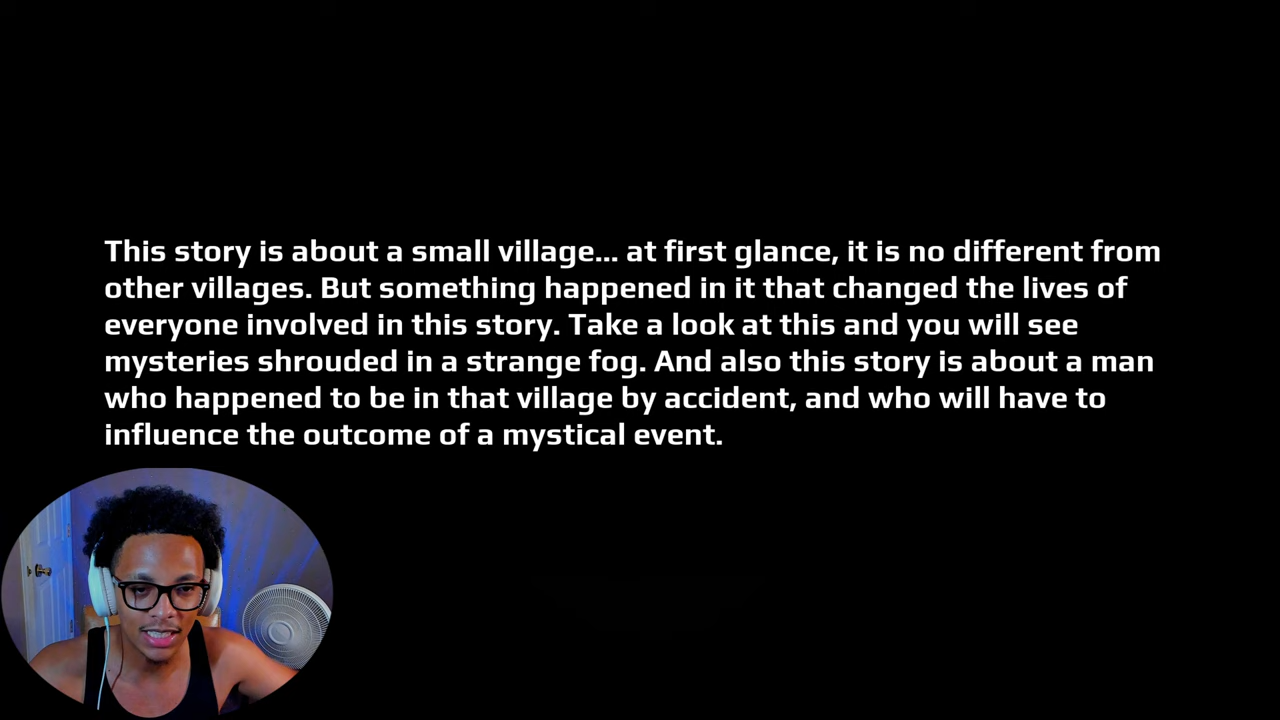 This story is about a small village... at first glance, it is no different from
other villages. But something happened in it that changed the lives of
everyone involved in this story. Take a look at this and you will see
mysteries shrouded in a strange fog. And also this story is about a man
who happened to be in that village by accident, and who will have to
influence the outcome of a mystical event.